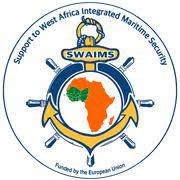 Support to West Africa Integrated Maritime Security
SWAIMS
Funded by the European Union